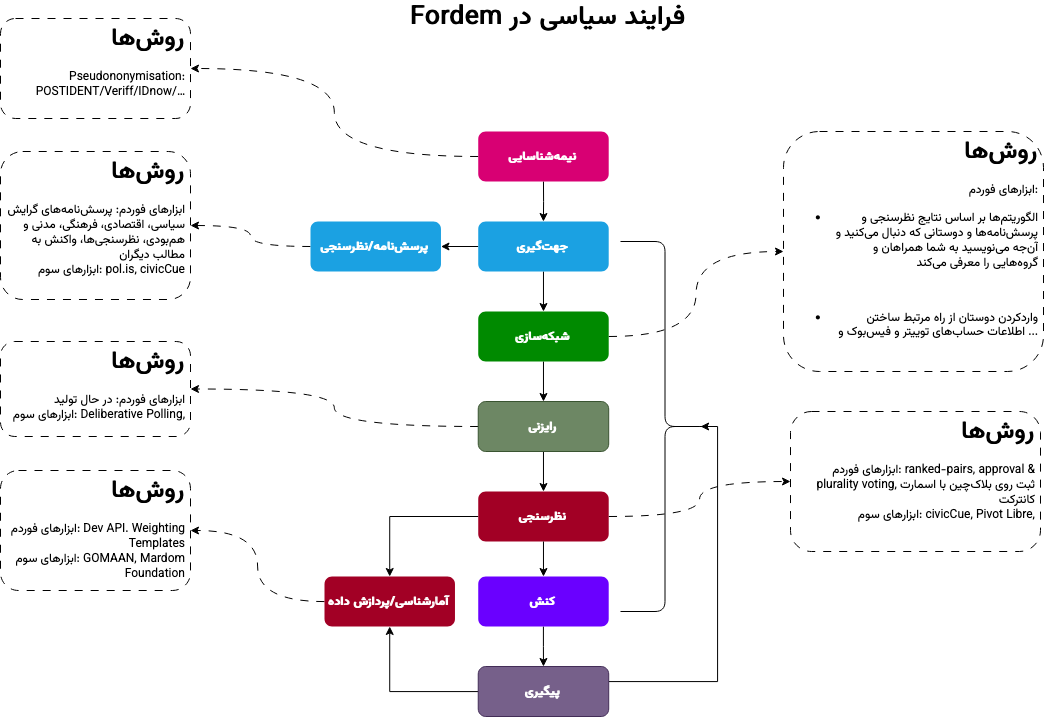 فرایند سیاسی در Fordem
روش‌ها
Pseudononymisation:
POSTIDENT/Veriff/IDnow/…
نیمه‌شناسایی
روش‌ها
ابزارهای فوردم: پرسش‌نامه‌های گرایش
سیاسی، اقتصادی، فرهنگی، مدنی و
هم‌بودی، نظرسنجی‌ها، واکنش به
مطالب دیگران
ابزارهای سوم: pol.is, civicCue
جهت‌گیری
پرسش‌نامه/نظرسنجی
روش‌ها
ابزارهای فوردم:
الگوریتم‌ها بر اساس نتایج نظرسنجی و
پرسش‌نامه‌ها و دوستانی که دنبال می‌کنید و
آن‌جه می‌نویسید به شما همراهان و
گروه‌هایی را معرفی می‌کند
واردکردن دوستان از راه مرتبط ساختن
اطلاعات حساب‌های توییتر و فیس‌بوک و ...
شبکه‌سازی
روش‌ها
ابزارهای فوردم: در حال تولید
ابزارهای سوم: Deliberative Polling,
رایزنی
روش‌ها
ابزارهای فوردم: ranked-pairs, approval &
plurality voting, ثبت روی بلاک‌چین با اسمارت
کانترکت
ابزارهای سوم: civicCue, Pivot Libre,
نظرسنجی
روش‌ها
ابزارهای فوردم: Dev API. Weighting
Templates
ابزارهای سوم: GOMAAN, Mardom
Foundation
آمارشناسی/پردازش داده
کنش
پیگیری